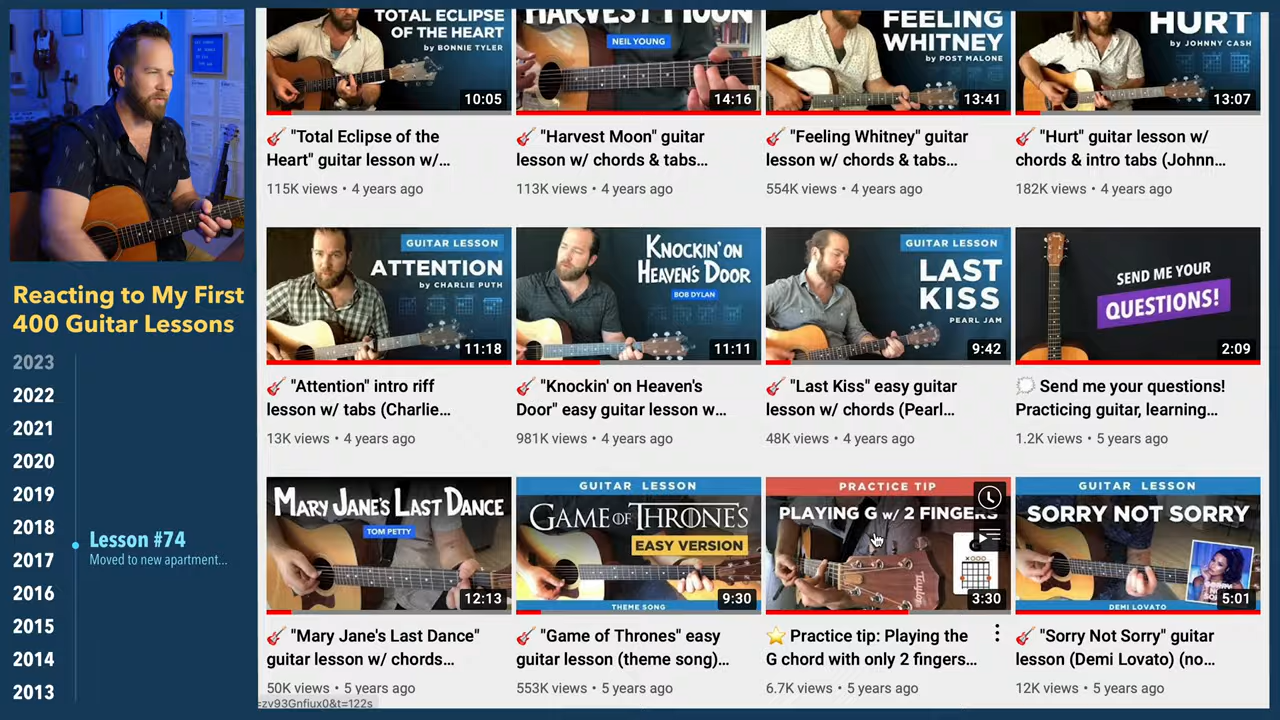 Reacting to My First
400 Guitar Lessons
2023
2022
2021
2020
2019
2018
2017
2016
2015
2014
2013
Lesson #74
Moved to new apartment...
TOTAL ECLIPSE
OF THE HEART
by BONNIE TYLER
10:05
🎸 "Total Eclipse of the
Heart" guitar lesson w/...
115K views • 4 years ago
HARVEST MOON
NEIL YOUNG
14:16
🎸 "Harvest Moon" guitar
lesson w/ chords & tabs...
113K views • 4 years ago
FEELING
WHITNEY
by POST MALONE
13:41
🎸 "Feeling Whitney" guitar
lesson w/ chords & tabs...
554K views • 4 years ago
HURT
by JOHNNY CASH
13:07
🎸 "Hurt" guitar lesson w/
chords & intro tabs (Johnn...
182K views • 4 years ago
GUITAR LESSON
ATTENTION
by CHARLIE PUTH
11:18
🎸 "Attention" intro riff
lesson w/ tabs (Charlie...
13K views • 4 years ago
KNOCKIN' ON
HEAVEN'S DOOR
BOB DYLAN
11:11
🎸 "Knockin' on Heaven's
Door" easy guitar lesson w...
981K views • 4 years ago
GUITAR LESSON
LAST
KISS
PEARL JAM
9:42
🎸 "Last Kiss" easy guitar
lesson w/ chords (Pearl...
48K views • 4 years ago
SEND ME YOUR
QUESTIONS!
2:09
💭 Send me your questions!
Practicing guitar, learning...
1.2K views • 5 years ago
MARY JANE'S LAST DANCE
TOM PETTY
12:13
🎸 "Mary Jane's Last Dance"
guitar lesson w/ chords...
50K views • 5 years ago
GUITAR LESSON
GAME OF THRONES
EASY VERSION
THEME SONG
9:30
🎸 "Game of Thrones" easy
guitar lesson (theme song)...
553K views • 5 years ago
PRACTICE TIP
PLAYING G w/ 2 FINGERS
Taylor
3:30
⭐ Practice tip: Playing the
G chord with only 2 fingers...
6.7K views • 5 years ago
GUITAR LESSON
SORRY NOT SORRY
DEMI LOVATO
5:01
🎸 "Sorry Not Sorry" guitar
lesson (Demi Lovato) (no...
12K views • 5 years ago
=zv93Gnfiux0&t=122s